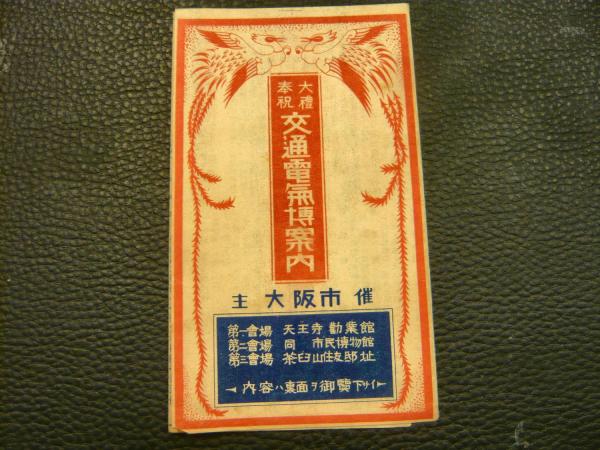 大禮
奉祝
交通電氣博案内
主 大阪市 催
第一會場 天王寺 勸業館
第二會場 同 市民博物館
第三會場 茶臼山住友邸址
内容ハ裏面ヲ御覽下サイ